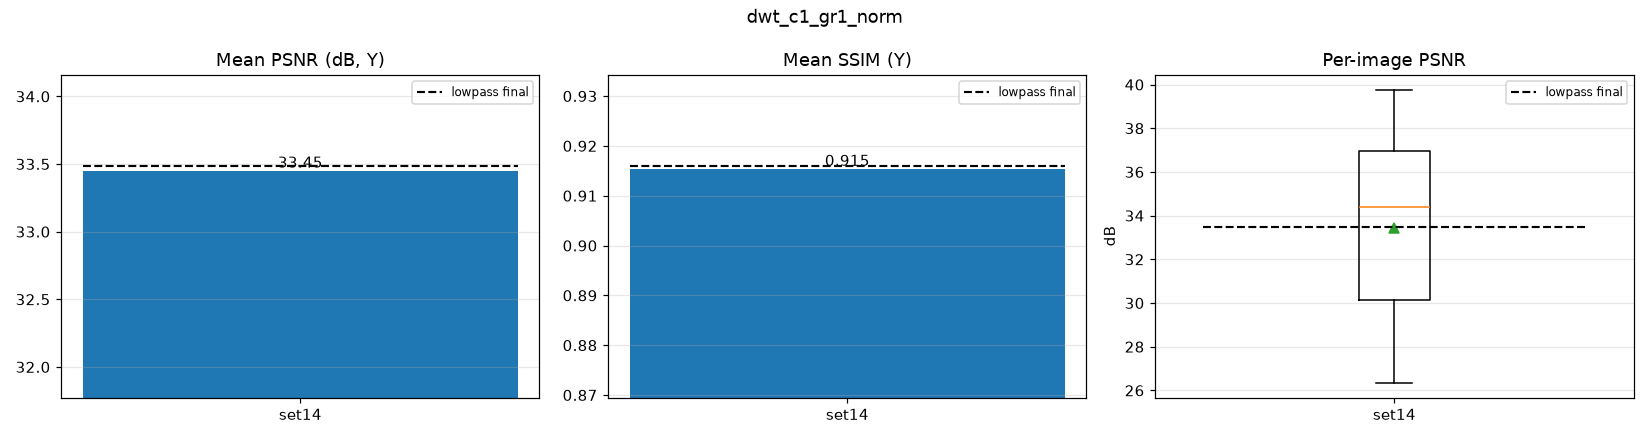 dwt_c1_gr1_norm
Mean PSNR (dB, Y)
lowpass final
34.0
33.5
33.0
32.5
32.0
33.45
set14
Mean SSIM (Y)
lowpass final
0.93
0.92
0.91
0.90
0.89
0.88
0.87
0.915
set14
Per-image PSNR
lowpass final
dB
40
38
36
34
32
30
28
26
set14